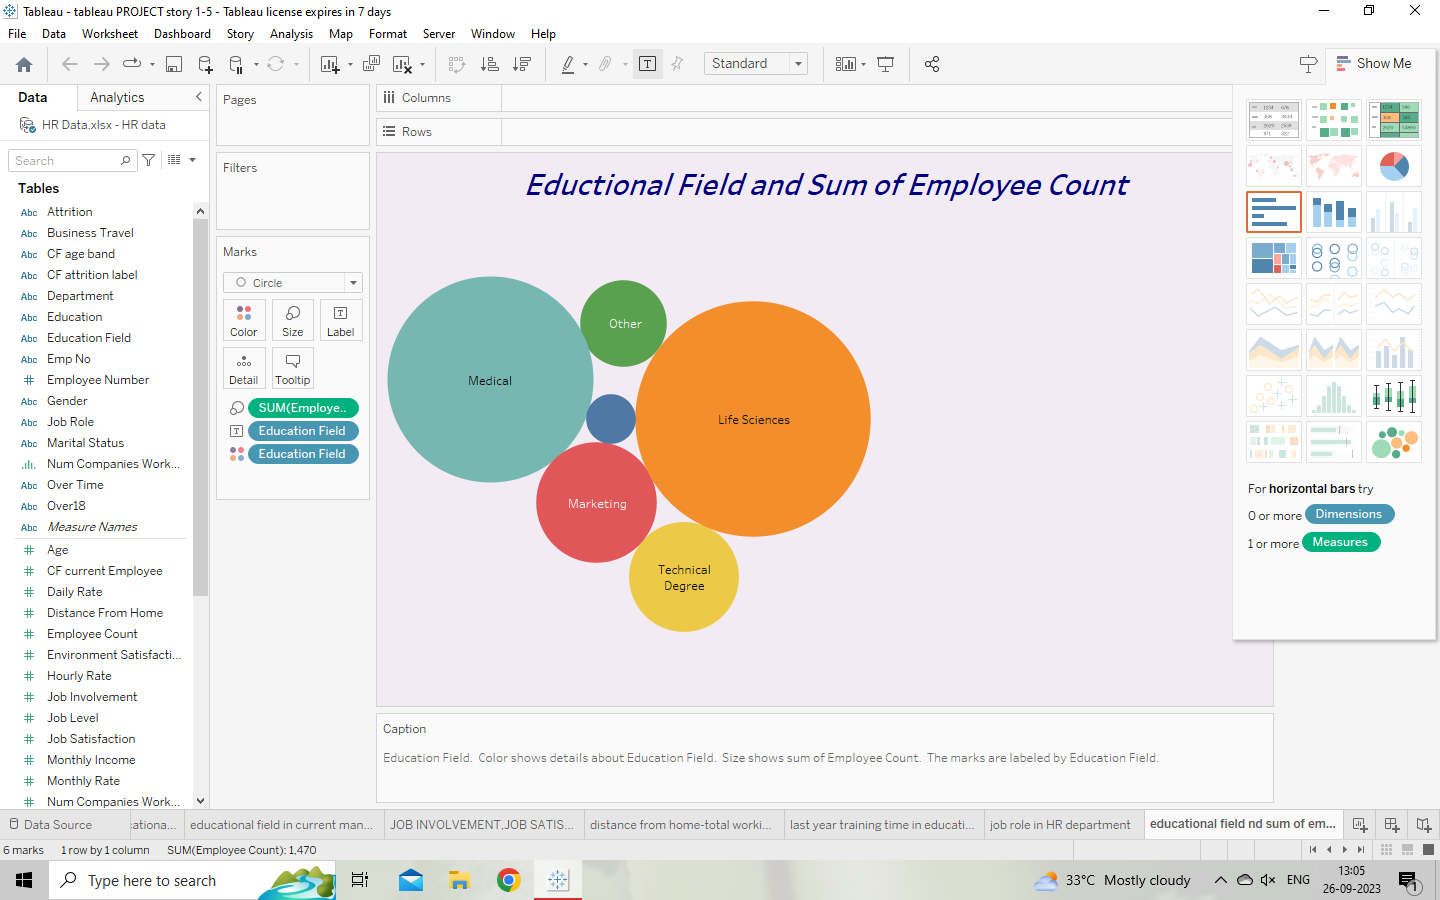 Tableau - tableau PROJECT story 1-5 - Tableau license expires in 7 days
File Data Worksheet Dashboard Story Analysis Map Format Server Window Help
Standard
Show Me
Data Analytics
HR Data.xlsx - HR data
Search
Tables
Abc Attrition
Abc Business Travel
Abc CF age band
Abc CF attrition label
Abc Department
Abc Education
Abc Education Field
Abc Emp No
# Employee Number
Abc Gender
Abc Job Role
Abc Marital Status
Num Companies Work...
Abc Over Time
Abc Over18
Abc Measure Names
# Age
# CF current Employee
# Daily Rate
# Distance From Home
# Employee Count
# Environment Satisfacti...
# Hourly Rate
# Job Involvement
# Job Level
# Job Satisfaction
# Monthly Income
# Monthly Rate
# Num Companies Work...
Pages
Filters
Marks
Circle
Color Size Label
Detail Tooltip
SUM(Employe..
Education Field
Education Field
Columns
Rows
Eductional Field and Sum of Employee Count
Medical
Other
Life Sciences
Marketing
Technical
Degree
Caption
Education Field. Color shows details about Education Field. Size shows sum of Employee Count. The marks are labeled by Education Field.
For horizontal bars try
0 or more Dimensions
1 or more Measures
Data Source
cationa...
educational field in current man...
JOB INVOLVEMENT,JOB SATIS...
distance from home-total worki...
last year training time in educati...
job role in HR department
educational field nd sum of em...
6 marks 1 row by 1 column SUM(Employee Count): 1,470
Type here to search
33°C Mostly cloudy
ENG
13:05
26-09-2023
1